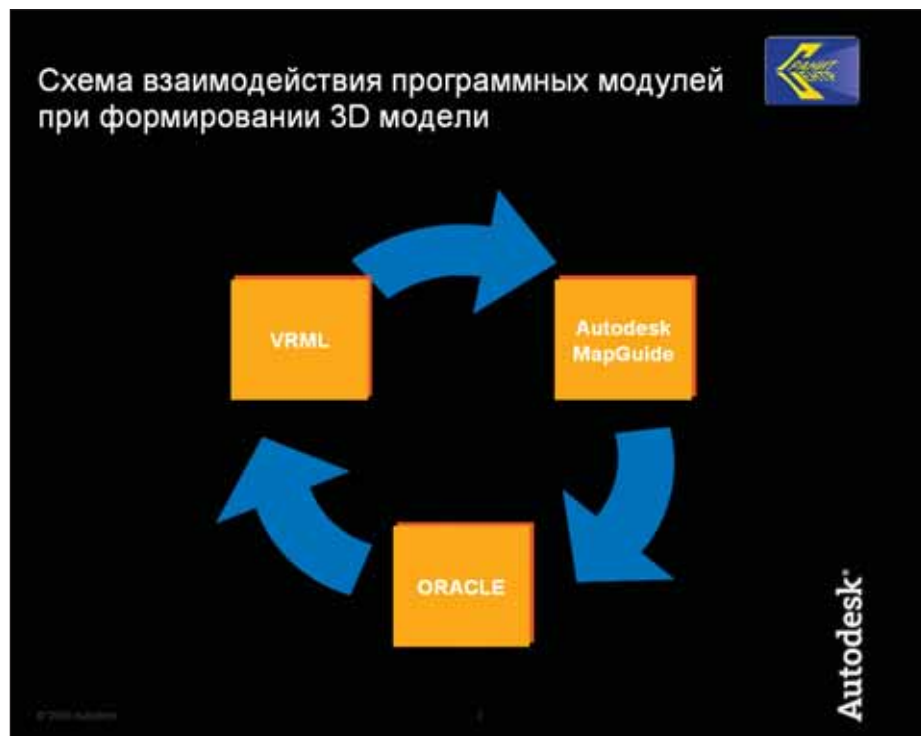 Схема взаимодействия программных модулей
при формировании 3D модели
VRML
Autodesk
MapGuide
ORACLE
Autodesk®